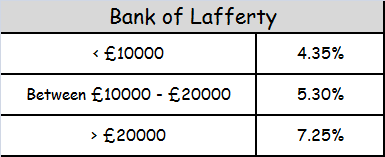 Bank of Lafferty
< £10000 4.35%
Between £10000 - £20000 5.30%
> £20000 7.25%